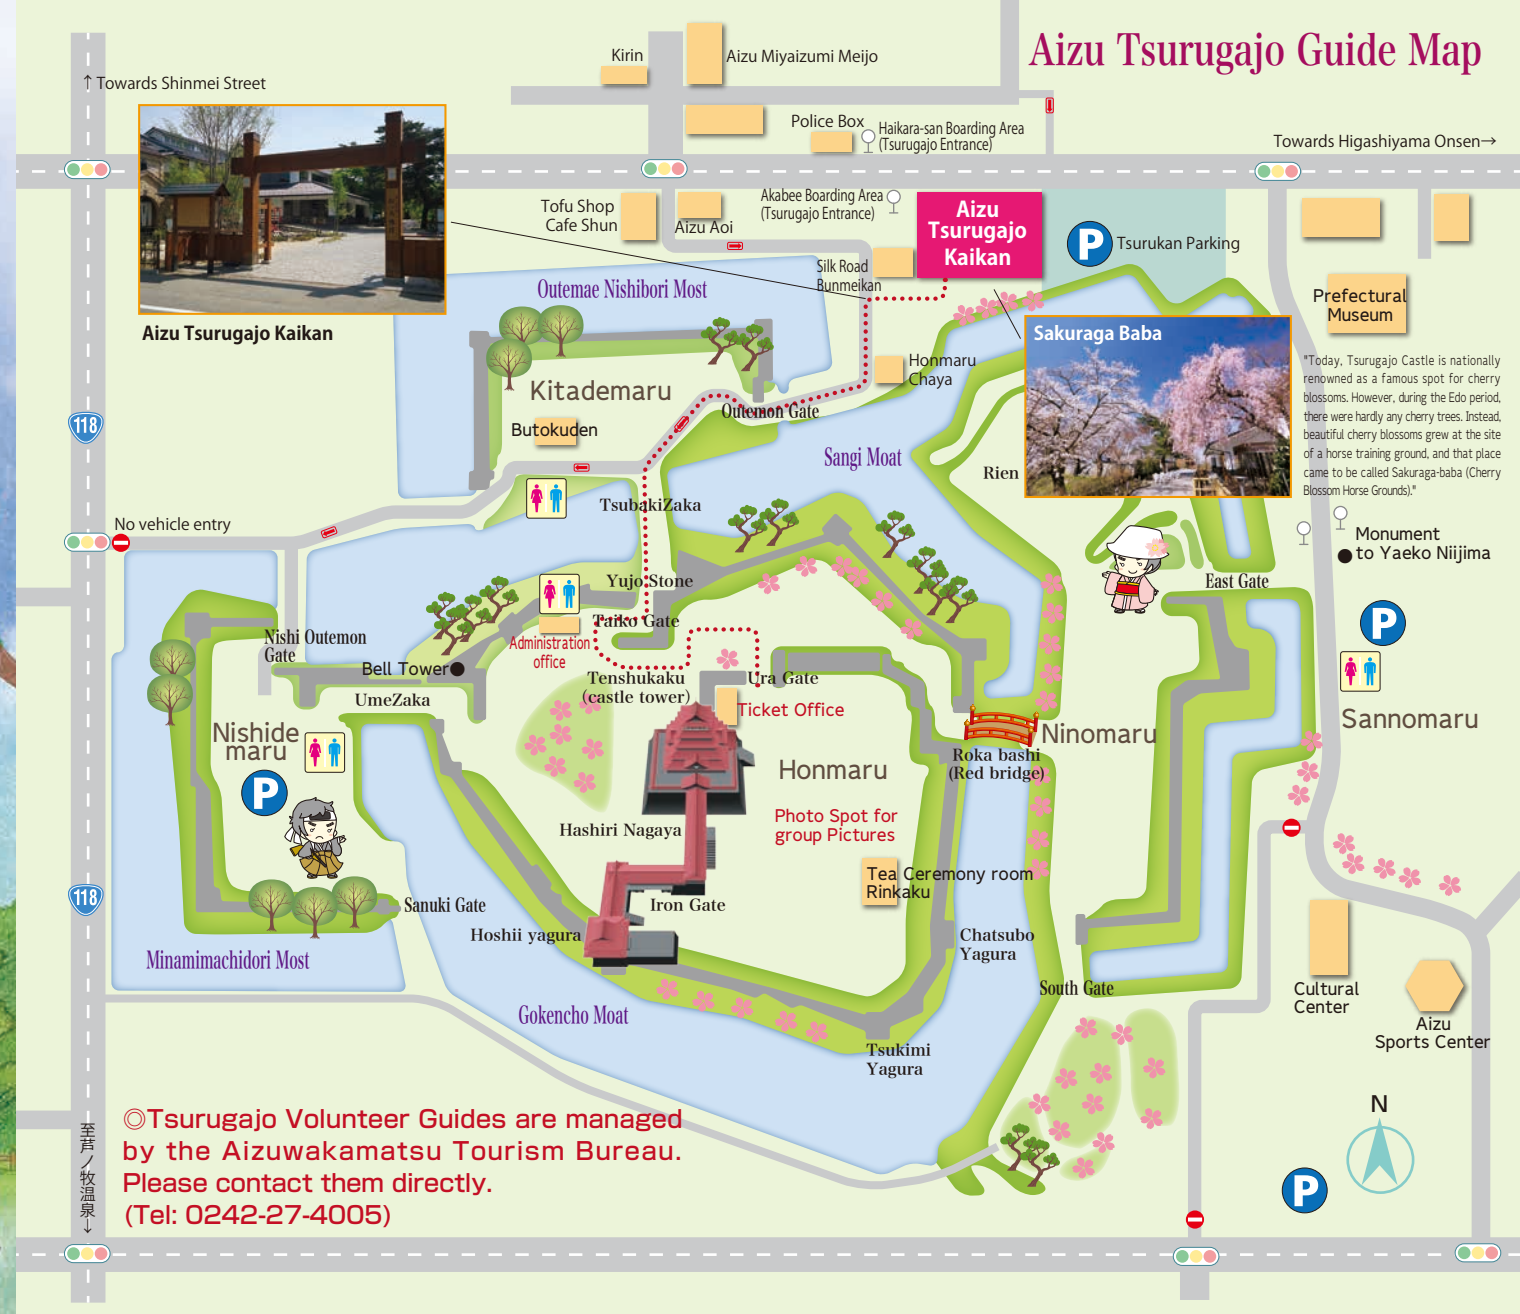 Aizu Tsurugajo Guide Map
Kirin
Aizu Miyaizumi Meijo
↑ Towards Shinmei Street
Police Box
Haikara-san Boarding Area
(Tsurugajo Entrance)
Towards Higashiyama Onsen→
Tofu Shop
Cafe Shun
Aizu Aoi
Akabee Boarding Area
(Tsurugajo Entrance)
Aizu
Tsurugajo
Kaikan
P
Tsurukan Parking
Silk Road
Bunmeikan
Outemae Nishibori Most
Aizu Tsurugajo Kaikan
Sakuraga Baba
Prefectural
Museum
"Today, Tsurugajo Castle is nationally
renowned as a famous spot for cherry
blossoms. However, during the Edo period,
there were hardly any cherry trees. Instead,
beautiful cherry blossoms grew at the site
of a horse training ground, and that place
came to be called Sakuraga-baba (Cherry
Blossom Horse Grounds)."
Honmaru
Chaya
Kitademaru
Outemon Gate
118
Butokuden
Sangi Moat
Rien
TsubakiZaka
No vehicle entry
Monument
to Yaeko Niijima
East Gate
Yujo Stone
Taiko Gate
P
Administration
office
Nishi Outemon
Gate
Bell Tower
Tenshukaku
(castle tower)
Ura Gate
UmeZaka
Ticket Office
Sannomaru
Nishide
maru
Ninomaru
Roka bashi
(Red bridge)
Honmaru
P
Photo Spot for
group Pictures
Hashiri Nagaya
Tea Ceremony room
Rinkaku
118
Sanuki Gate
Iron Gate
Hoshii yagura
Chatsubo
Yagura
Minamimachidori Most
South Gate
Cultural
Center
Gokencho Moat
Aizu
Sports Center
Tsukimi
Yagura
N
P
◎Tsurugajo Volunteer Guides are managed
by the Aizuwakamatsu Tourism Bureau.
Please contact them directly.
(Tel: 0242-27-4005)
至芦ノ牧温泉→